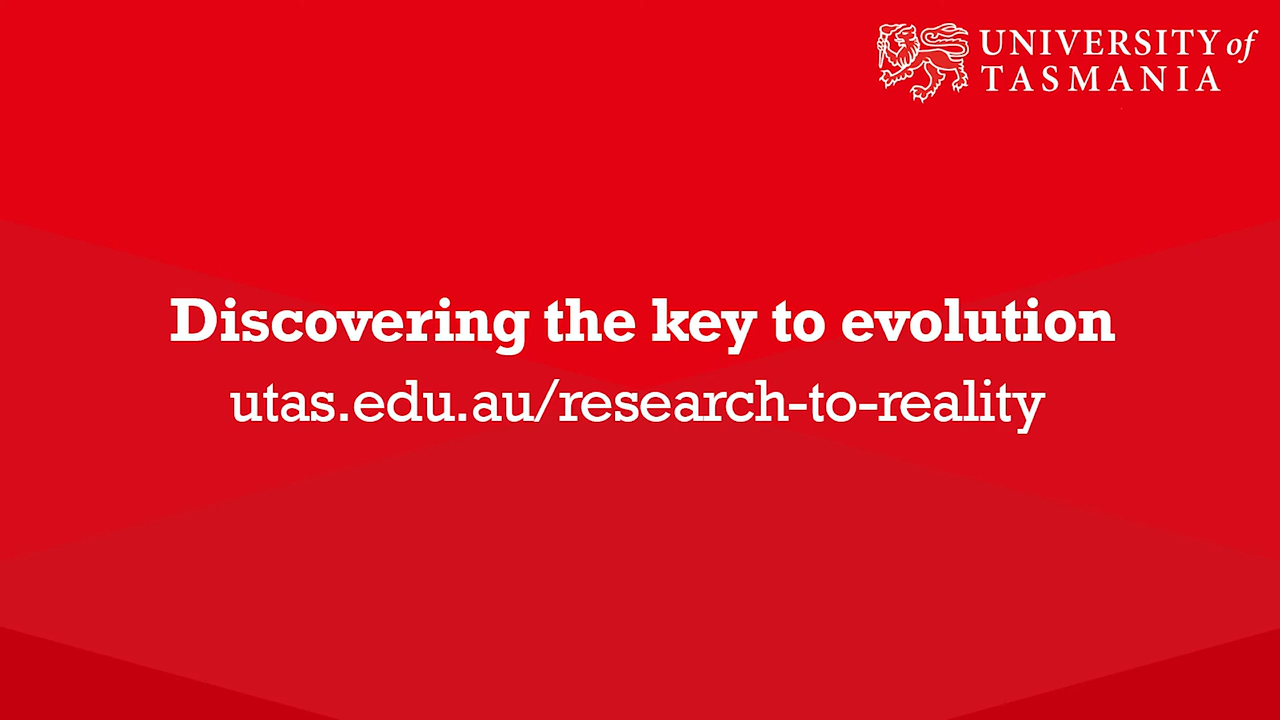 UNIVERSITY of
TASMANIA
Discovering the key to evolution
utas.edu.au/research-to-reality